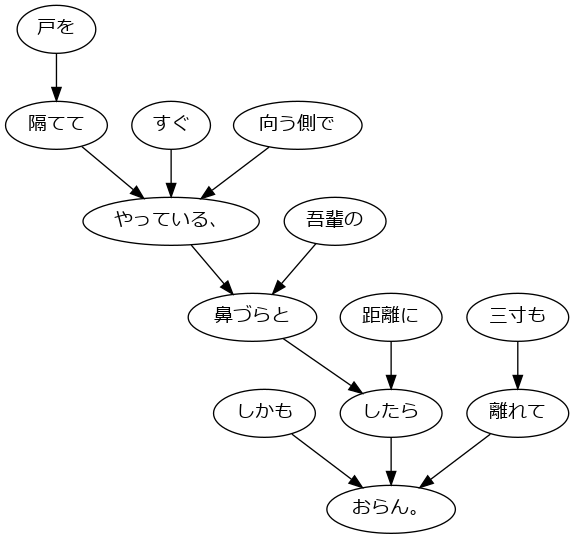 戸を
隔てて
すぐ
向う側で
やっている、
吾輩の
鼻づらと
距離に
三寸も
しかも
したら
離れて
おらん。